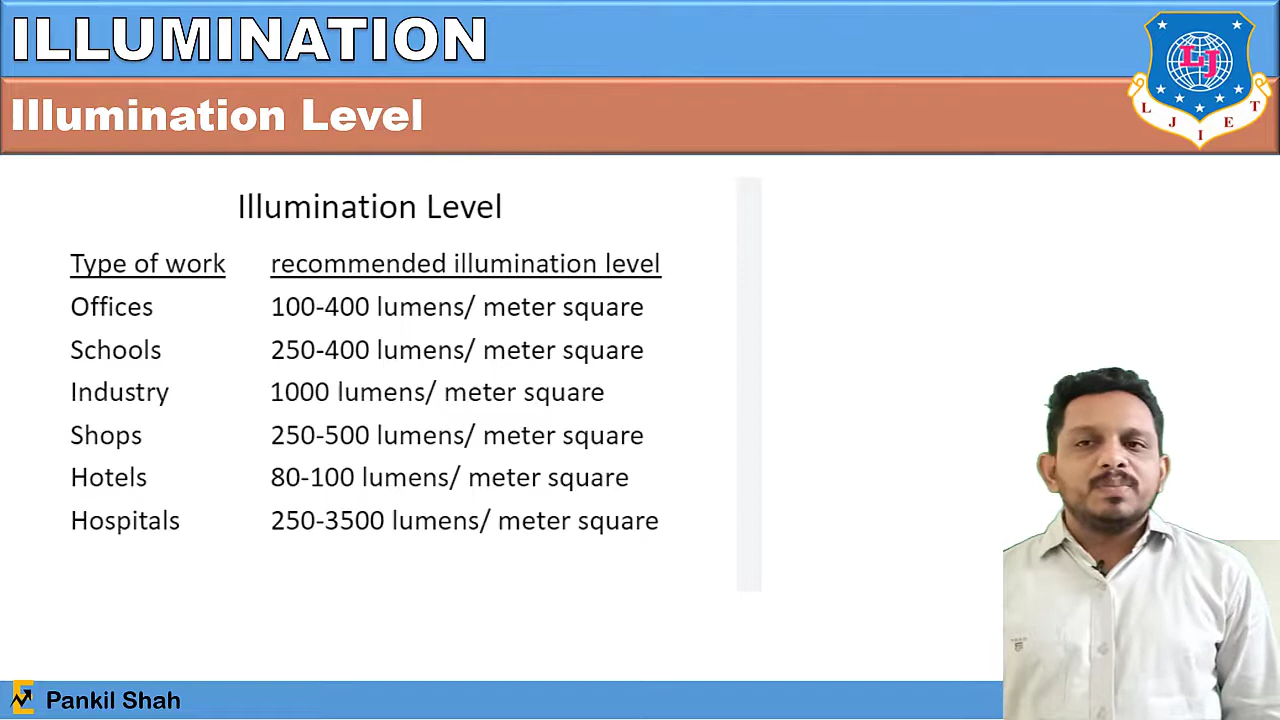 ILLUMINATION
Illumination Level
LJ
L J I E T
Illumination Level
Type of work recommended illumination level
Offices 100-400 lumens/ meter square
Schools 250-400 lumens/ meter square
Industry 1000 lumens/ meter square
Shops 250-500 lumens/ meter square
Hotels 80-100 lumens/ meter square
Hospitals 250-3500 lumens/ meter square
Pankil Shah